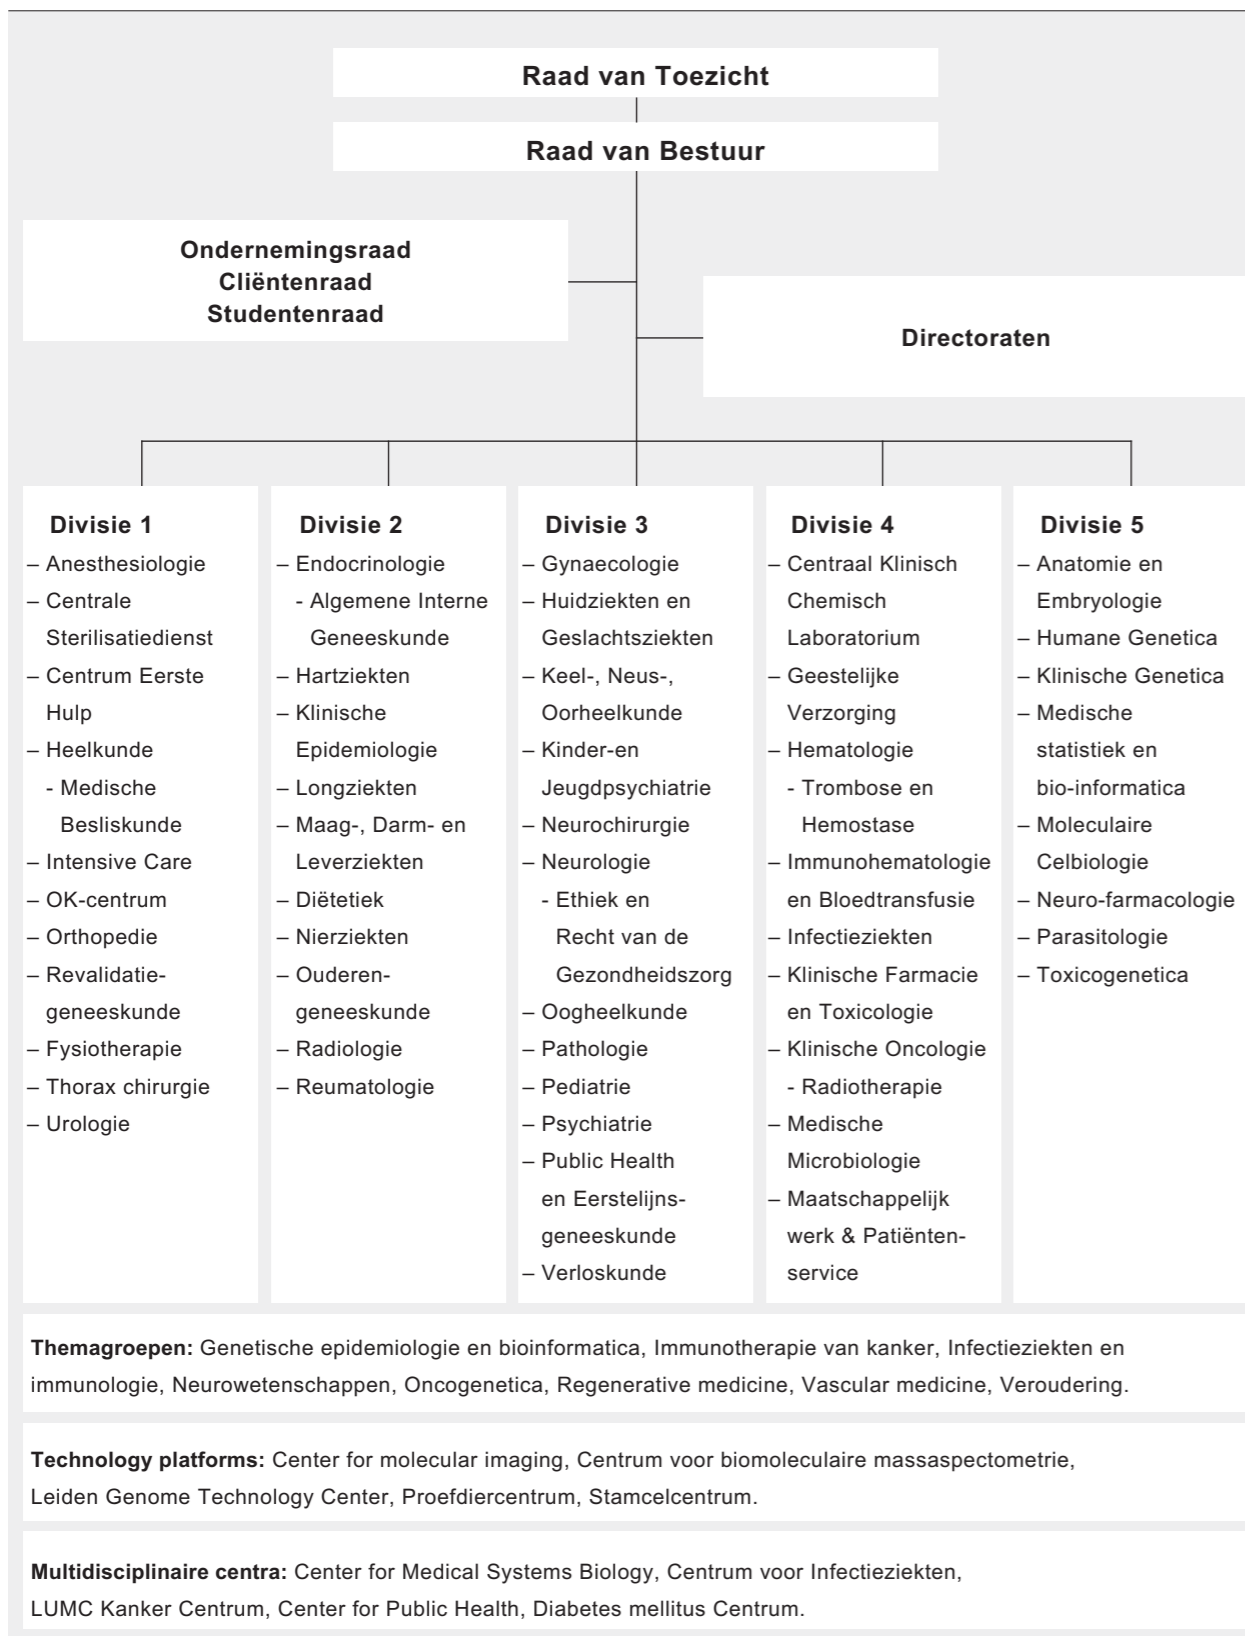 Raad van Toezicht
Raad van Bestuur
Ondernemingsraad
Cliëntenraad
Studentenraad
Directoraten
Divisie 1
– Anesthesiologie
– Centrale
Sterilisatiedienst
– Centrum Eerste
Hulp
– Heelkunde
- Medische
Besliskunde
– Intensive Care
– OK-centrum
– Orthopedie
– Revalidatie-
geneeskunde
– Fysiotherapie
– Thorax chirurgie
– Urologie
Divisie 2
– Endocrinologie
- Algemene Interne
Geneeskunde
– Hartziekten
– Klinische
Epidemiologie
– Longziekten
– Maag-, Darm- en
Leverziekten
– Diëtetiek
– Nierziekten
– Ouderen-
geneeskunde
– Radiologie
– Reumatologie
Divisie 3
– Gynaecologie
– Huidziekten en
Geslachtsziekten
– Keel-, Neus-,
Oorheelkunde
– Kinder-en
Jeugdpsychiatrie
– Neurochirurgie
– Neurologie
- Ethiek en
Recht van de
Gezondheidszorg
– Oogheelkunde
– Pathologie
– Pediatrie
– Psychiatrie
– Public Health
en Eerstelijns-
geneeskunde
– Verloskunde
Divisie 4
– Centraal Klinisch
Chemisch
Laboratorium
– Geestelijke
Verzorging
– Hematologie
- Trombose en
Hemostase
– Immunohematologie
en Bloedtransfusie
– Infectieziekten
– Klinische Farmacie
en Toxicologie
– Klinische Oncologie
- Radiotherapie
– Medische
Microbiologie
– Maatschappelijk
werk & Patiënten-
service
Divisie 5
– Anatomie en
Embryologie
– Humane Genetica
– Klinische Genetica
– Medische
statistiek en
bio-informatica
– Moleculaire
Celbiologie
– Neuro-farmacologie
– Parasitologie
– Toxicogenetica
Themagroepen: Genetische epidemiologie en bioinformatica, Immunotherapie van kanker, Infectieziekten en
immunologie, Neurowetenschappen, Oncogenetica, Regenerative medicine, Vascular medicine, Veroudering.
Technology platforms: Center for molecular imaging, Centrum voor biomoleculaire massaspectometrie,
Leiden Genome Technology Center, Proefdiercentrum, Stamcelcentrum.
Multidisciplinaire centra: Center for Medical Systems Biology, Centrum voor Infectieziekten,
LUMC Kanker Centrum, Center for Public Health, Diabetes mellitus Centrum.